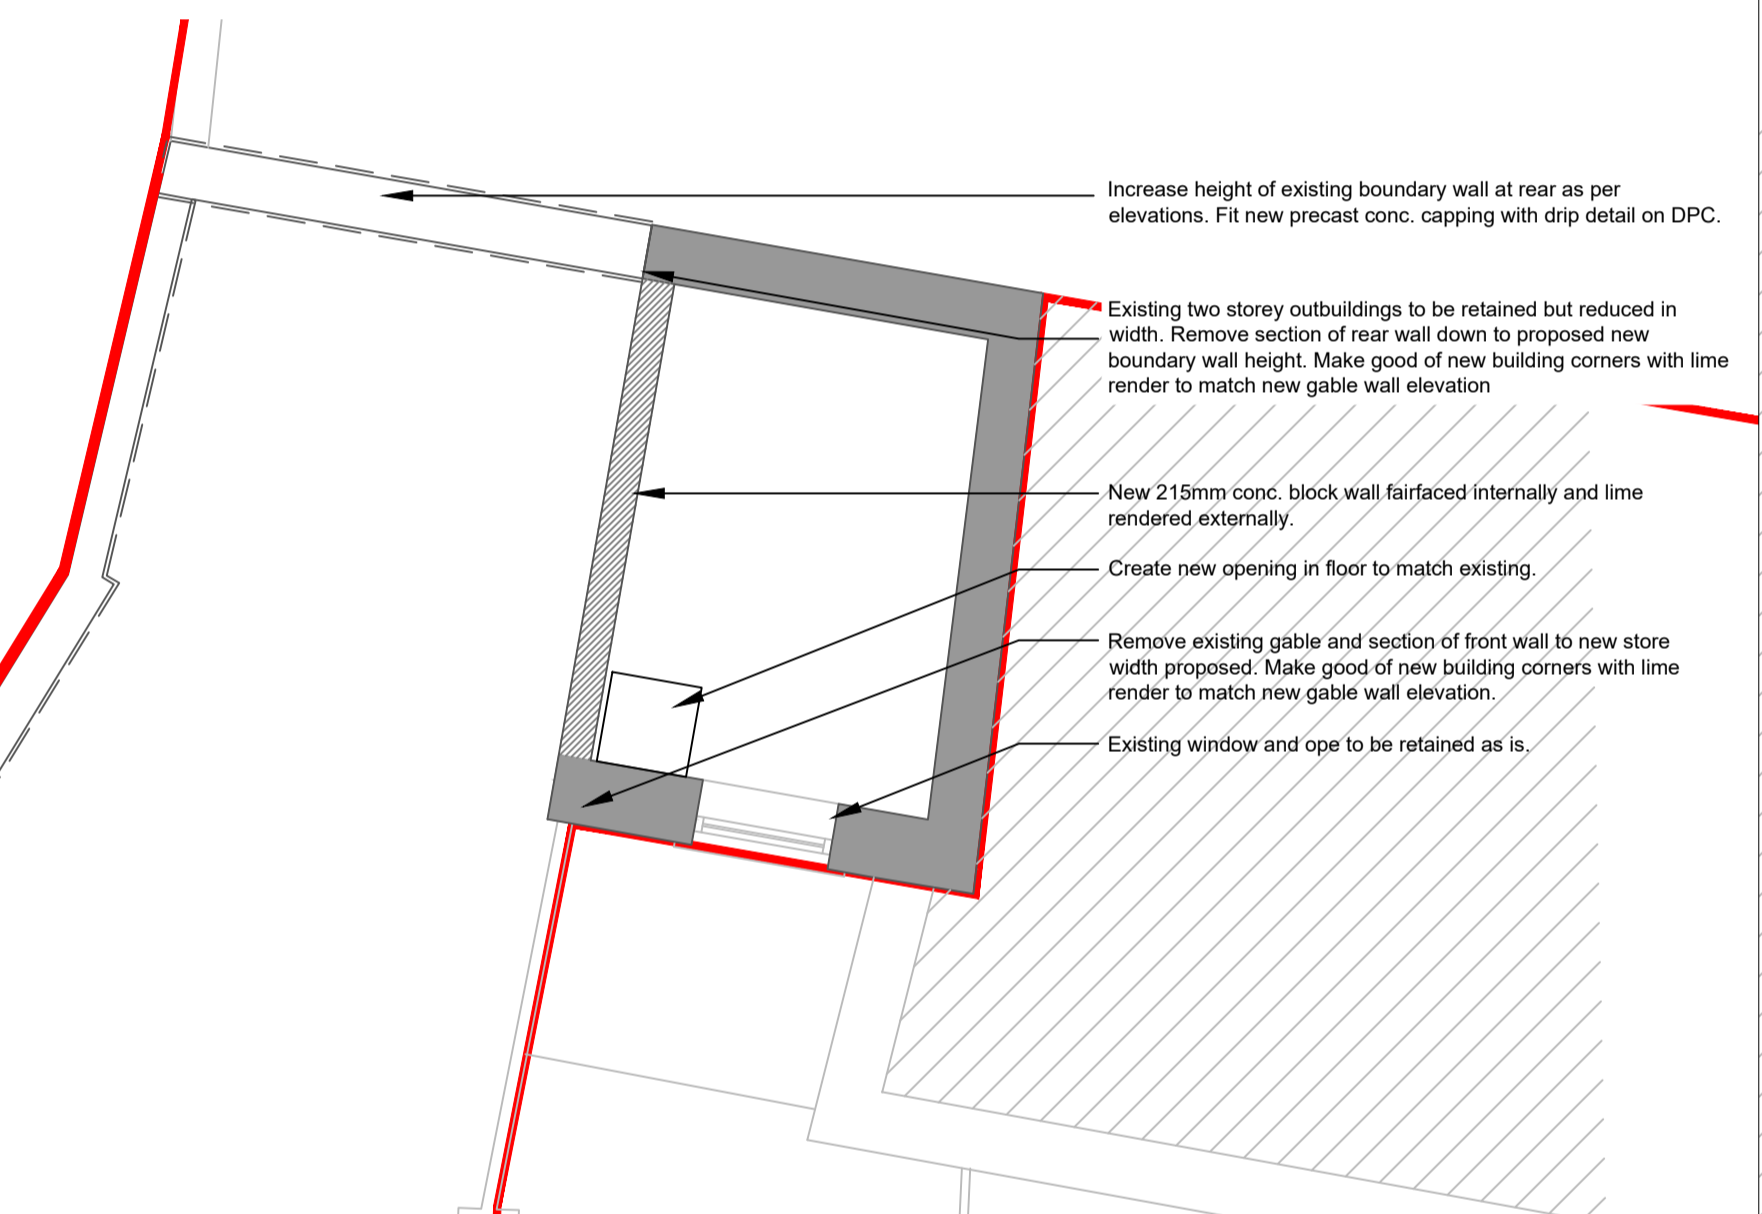 Increase height of existing boundary wall at rear as per
elevations. Fit new precast conc. capping with drip detail on DPC.
Existing two storey outbuildings to be retained but reduced in
width. Remove section of rear wall down to proposed new
boundary wall height. Make good of new building corners with lime
render to match new gable wall elevation
New 215mm conc. block wall fairfaced internally and lime
rendered externally.
Create new opening in floor to match existing.
Remove existing gable and section of front wall to new store
width proposed. Make good of new building corners with lime
render to match new gable wall elevation.
Existing window and ope to be retained as is.